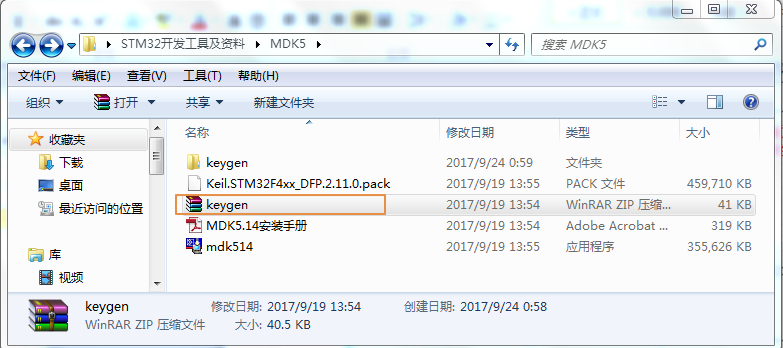 STM32开发工具及资料 ▸ MDK5 ▸
搜索 MDK5
文件(F) 编辑(E) 查看(V) 工具(T) 帮助(H)
组织 打开 共享 新建文件夹
收藏夹
下载
桌面
最近访问的位置
库
视频
名称 修改日期 类型 大小
keygen 2017/9/24 0:59 文件夹
Keil.STM32F4xx_DFP.2.11.0.pack 2017/9/19 13:55 PACK 文件 459,710 KB
keygen 2017/9/19 13:54 WinRAR ZIP 压缩... 41 KB
MDK5.14安装手册 2017/9/19 13:54 Adobe Acrobat ... 319 KB
mdk514 2017/9/19 13:55 应用程序 355,626 KB
keygen 修改日期: 2017/9/19 13:54 创建日期: 2017/9/24 0:58
WinRAR ZIP 压缩文件 大小: 40.5 KB